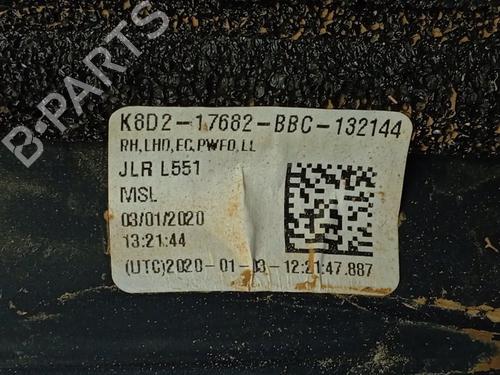 B-PARTS
K8D2-17682-BBC-132144
RH,LHD,EC,PWFD,LL
JLR L551
MSL
03/01/2020
13:21:44
(UTC)2020-01-03-12:21:47.887